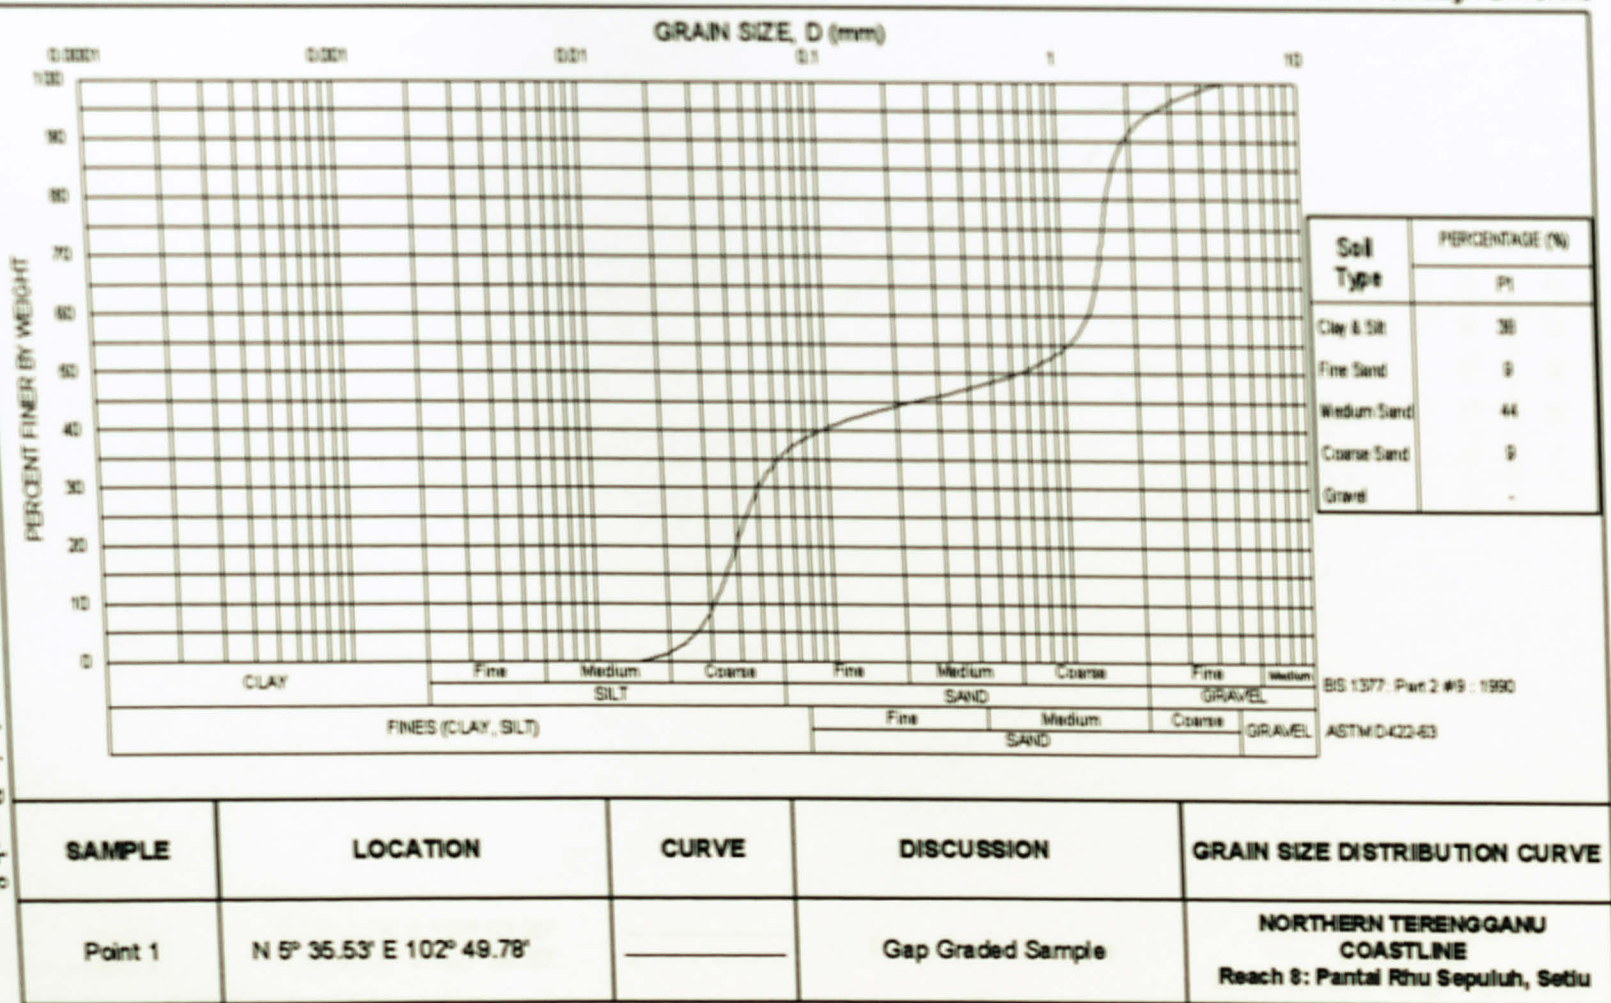 GRAIN SIZE, D (mm)
0.0001 0.001 0.01 0.1 1 10
100
90
80
70
60
50
40
30
20
10
0
PERCENT FINER BY WEIGHT
Soil Type PERCENTAGE (%)
P1
Clay & Silt 38
Fine Sand 9
Medium Sand 44
Coarse Sand 9
Gravel -
CLAY Fine Medium Coarse Fine Medium Coarse Fine Medium
SILT SAND GRAVEL
BS 1377: Part 2 #9 : 1990
FINES (CLAY, SILT) Fine Medium Coarse GRAVEL
SAND
ASTM D422-63
SAMPLE LOCATION CURVE DISCUSSION GRAIN SIZE DISTRIBUTION CURVE
Point 1 N 5° 35.53' E 102° 49.78' Gap Graded Sample
NORTHERN TERENGGANU
COASTLINE
Reach 8: Pantai Rhu Sepuluh, Setiu